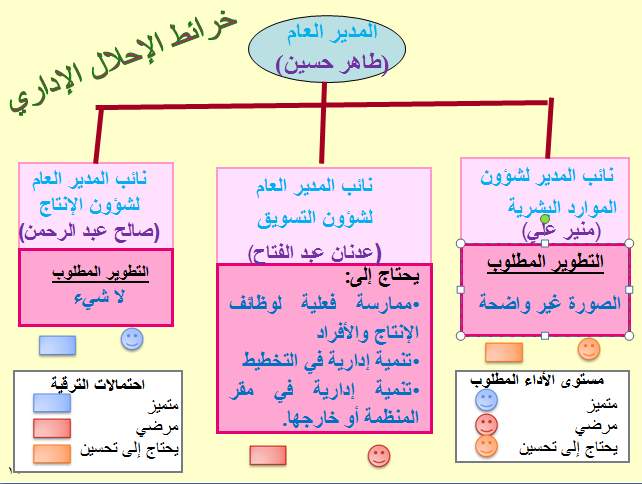 خرائط الإحلال الإداري
المدير العام
(طاهر حسين)
نائب المدير لشؤون
الموارد البشرية
(منير علي)
التطوير المطلوب
الصورة غير واضحة
نائب المدير العام
لشؤون التسويق
(عدنان عبد الفتاح)
يحتاج إلى:
•ممارسة فعلية لوظائف
الإنتاج والأفراد
•تنمية إدارية في التخطيط
•تنمية إدارية في مقر
المنظمة أو خارجها.
نائب المدير العام
لشؤون الإنتاج
(صالح عبد الرحمن)
التطوير المطلوب
لا شيء
مستوى الأداء المطلوب
متميز
مرضي
يحتاج إلى تحسين
احتمالات الترقية
متميز
مرضي
يحتاج إلى تحسين